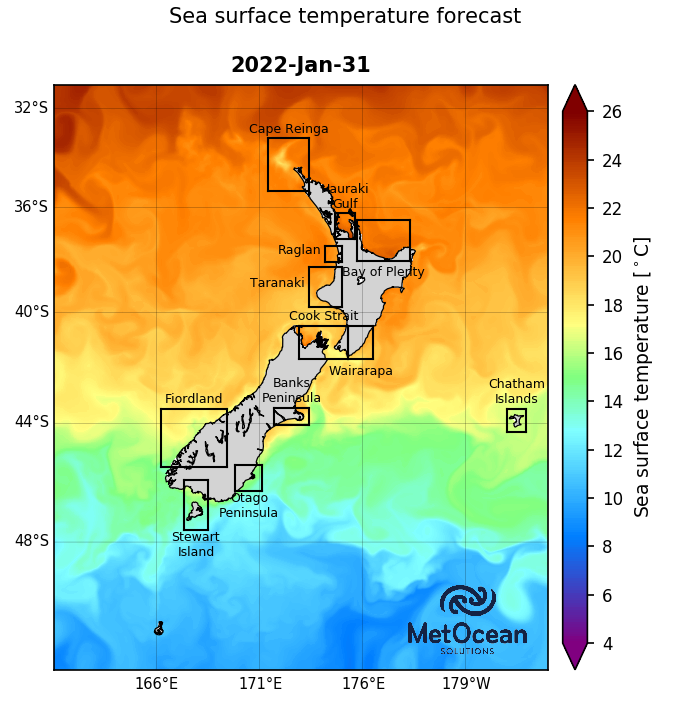 Sea surface temperature forecast
2022-Jan-31
32°S
36°S
40°S
44°S
48°S
166°E
171°E
176°E
179°W
Cape Reinga
Hauraki
Gulf
Raglan
Bay of Plenty
Taranaki
Cook Strait
Wairarapa
Banks
Peninsula
Fiordland
Chatham
Islands
Otago
Peninsula
Stewart
Island
MetOcean
SOLUTIONS
26
24
22
20
18
16
14
12
10
8
6
4
Sea surface temperature [°C]